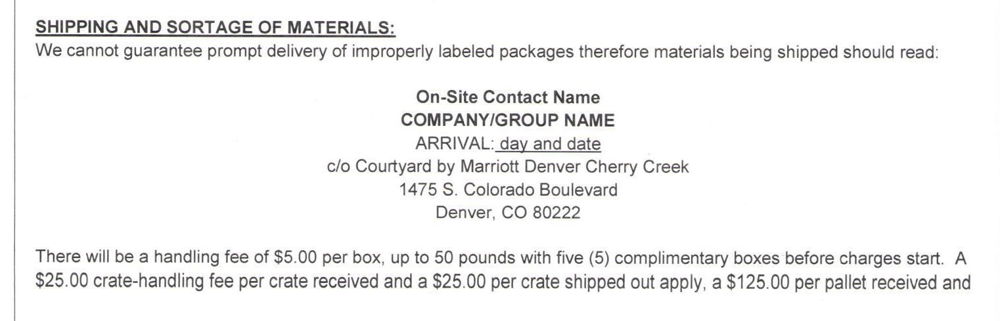 SHIPPING AND SORTAGE OF MATERIALS:
We cannot guarantee prompt delivery of improperly labeled packages therefore materials being shipped should read:
On-Site Contact Name
COMPANY/GROUP NAME
ARRIVAL: day and date
c/o Courtyard by Marriott Denver Cherry Creek
1475 S. Colorado Boulevard
Denver, CO 80222
There will be a handling fee of $5.00 per box, up to 50 pounds with five (5) complimentary boxes before charges start. A
$25.00 crate-handling fee per crate received and a $25.00 per crate shipped out apply, a $125.00 per pallet received and